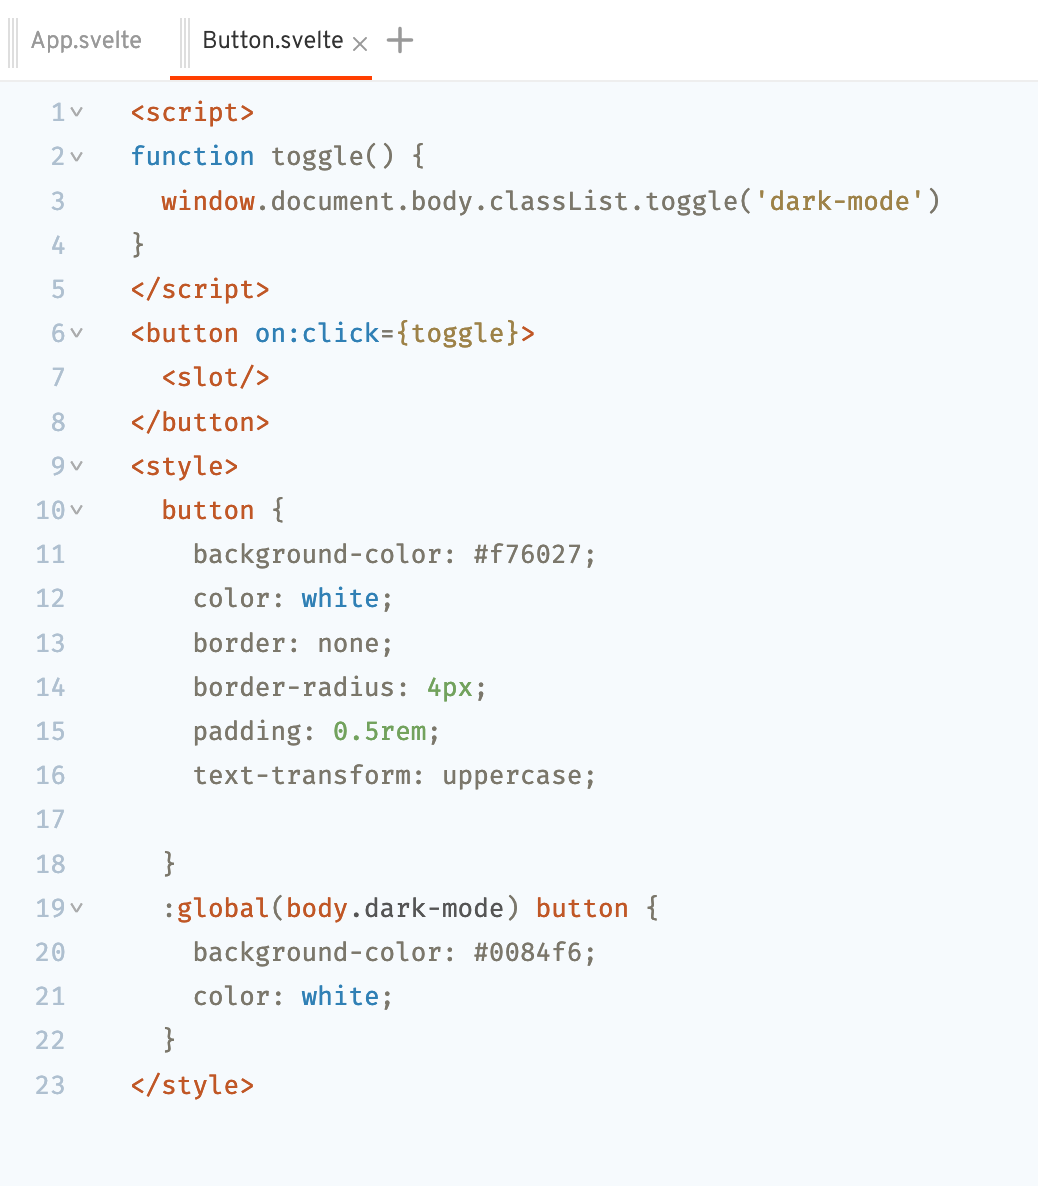 App.svelte Button.svelte × +
1 <script>
2 function toggle() {
3   window.document.body.classList.toggle('dark-mode')
4 }
5 </script>
6 <button on:click={toggle}>
7   <slot/>
8 </button>
9 <style>
10   button {
11     background-color: #f76027;
12     color: white;
13     border: none;
14     border-radius: 4px;
15     padding: 0.5rem;
16     text-transform: uppercase;
17
18   }
19   :global(body.dark-mode) button {
20     background-color: #0084f6;
21     color: white;
22   }
23 </style>